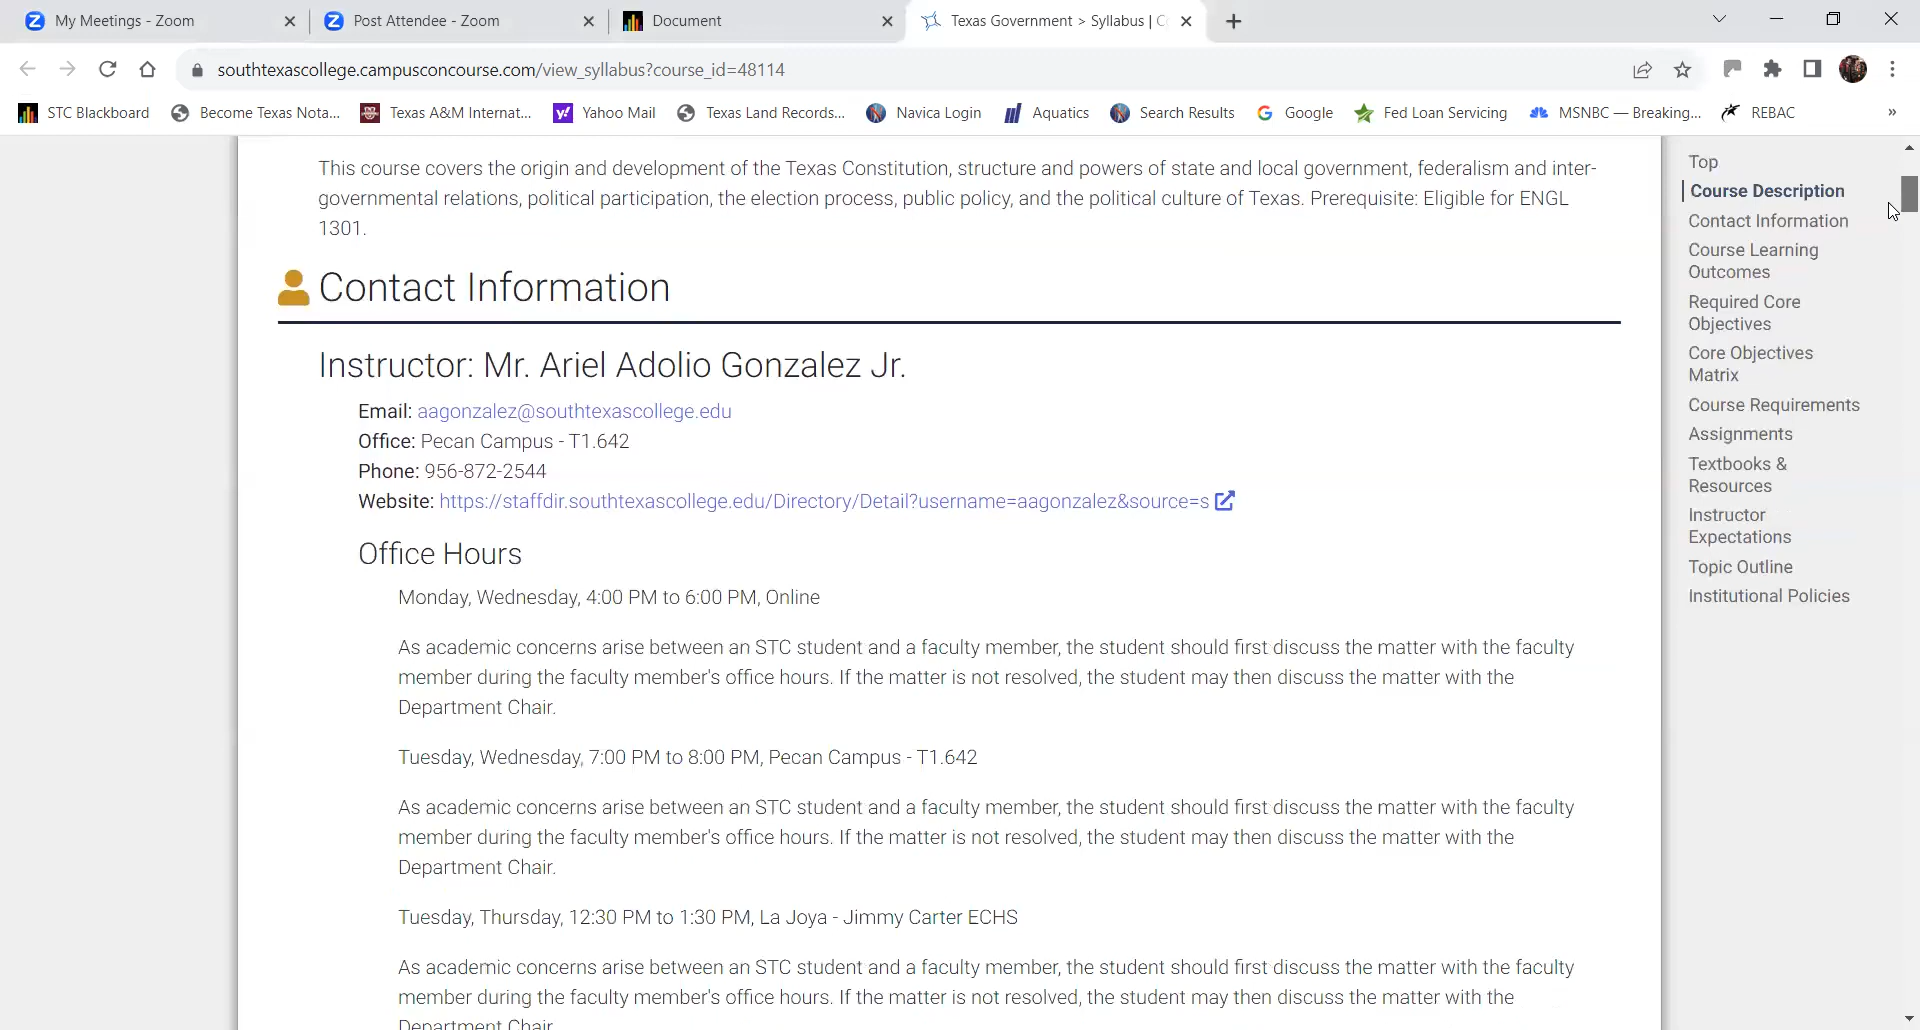 My Meetings - Zoom
Post Attendee - Zoom
Document
Texas Government > Syllabus | C
southtexascollege.campusconcourse.com/view_syllabus?course_id=48114
STC Blackboard
Become Texas Nota...
Texas A&M Internat...
Yahoo Mail
Texas Land Records...
Navica Login
Aquatics
Search Results
Google
Fed Loan Servicing
MSNBC — Breaking...
REBAC
»
This course covers the origin and development of the Texas Constitution, structure and powers of state and local government, federalism and inter-
governmental relations, political participation, the election process, public policy, and the political culture of Texas. Prerequisite: Eligible for ENGL
1301.
Contact Information
Instructor: Mr. Ariel Adolio Gonzalez Jr.
Email: aagonzalez@southtexascollege.edu
Office: Pecan Campus - T1.642
Phone: 956-872-2544
Website: https://staffdir.southtexascollege.edu/Directory/Detail?username=aagonzalez&source=s
Office Hours
Monday, Wednesday, 4:00 PM to 6:00 PM, Online
As academic concerns arise between an STC student and a faculty member, the student should first discuss the matter with the faculty
member during the faculty member's office hours. If the matter is not resolved, the student may then discuss the matter with the
Department Chair.
Tuesday, Wednesday, 7:00 PM to 8:00 PM, Pecan Campus - T1.642
As academic concerns arise between an STC student and a faculty member, the student should first discuss the matter with the faculty
member during the faculty member's office hours. If the matter is not resolved, the student may then discuss the matter with the
Department Chair.
Tuesday, Thursday, 12:30 PM to 1:30 PM, La Joya - Jimmy Carter ECHS
As academic concerns arise between an STC student and a faculty member, the student should first discuss the matter with the faculty
member during the faculty member's office hours. If the matter is not resolved, the student may then discuss the matter with the
Department Chair
Top
Course Description
Contact Information
Course Learning
Outcomes
Required Core
Objectives
Core Objectives
Matrix
Course Requirements
Assignments
Textbooks &
Resources
Instructor
Expectations
Topic Outline
Institutional Policies